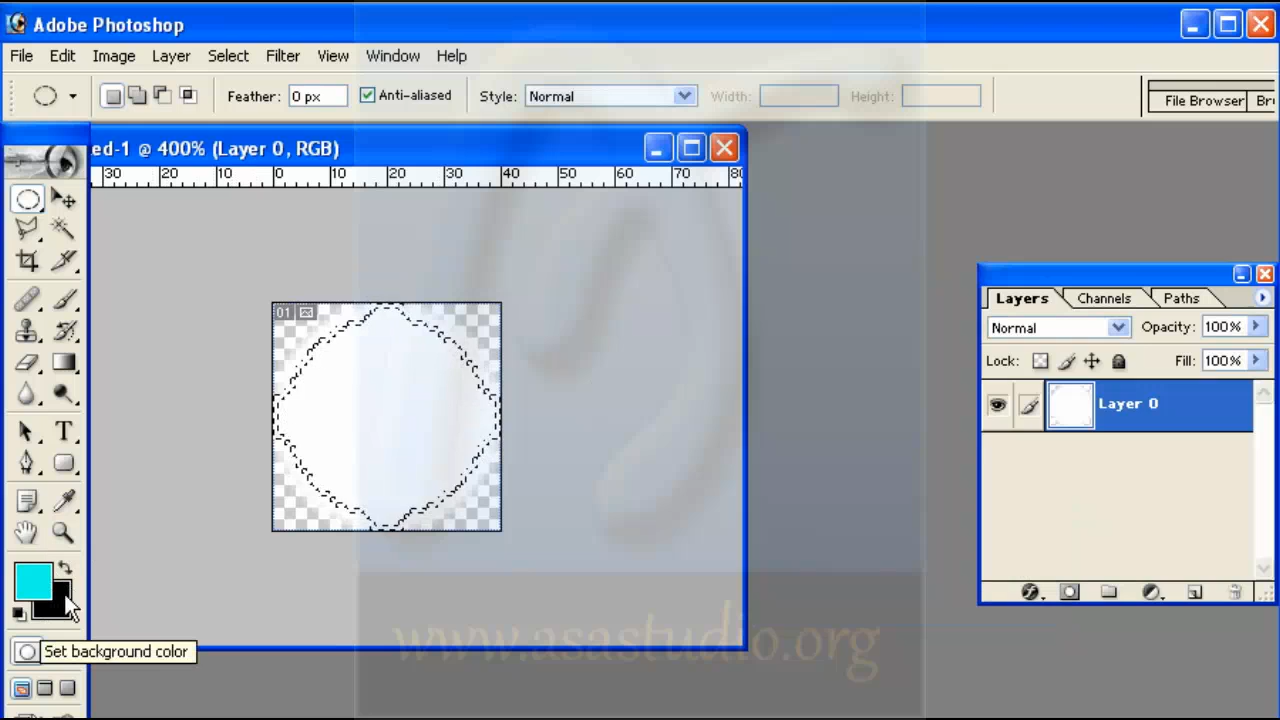 Adobe Photoshop
File Edit Image Layer Select Filter View Window Help
Feather: 0 px Anti-aliased Style: Normal Width: Height: File Browser Bru
ed-1 @ 400% (Layer 0, RGB)
30 20 10 0 10 20 30 40 50 60 70 80
01
Layers Channels Paths
Normal Opacity: 100%
Lock: Fill: 100%
Layer 0
T
Set background color
www.asastudio.org